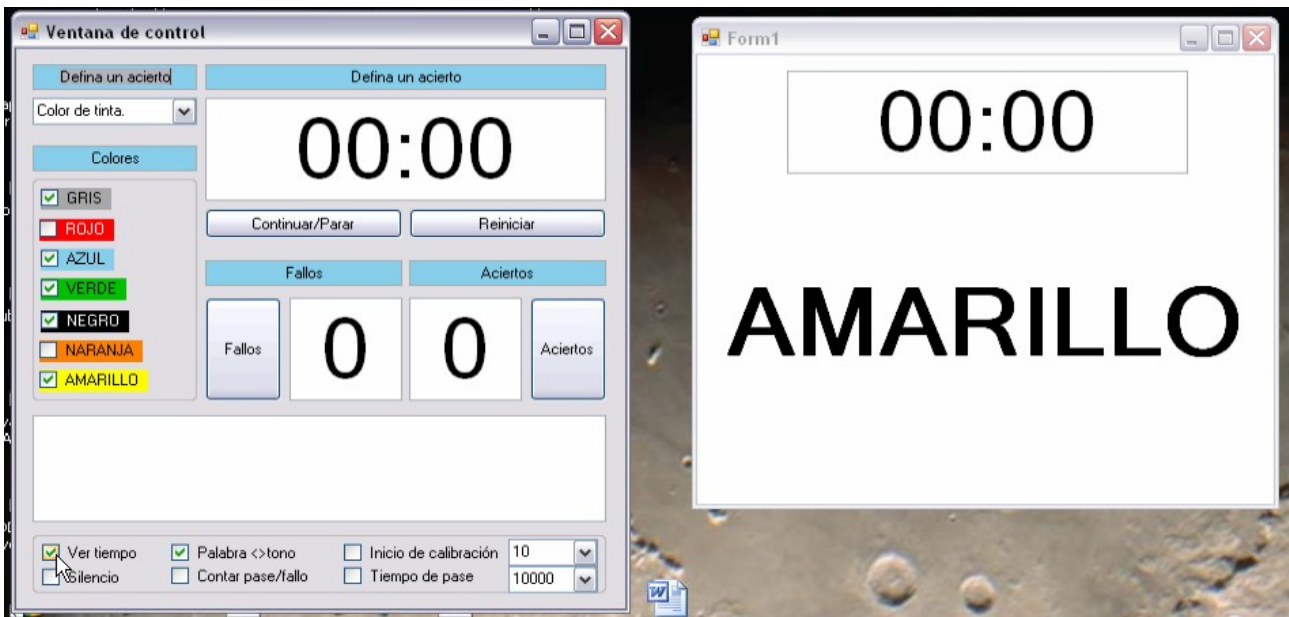 Ventana de control
Defina un acierto
Defina un acierto
Color de tinta.
00:00
Colores
GRIS
ROJO
AZUL
VERDE
NEGRO
NARANJA
AMARILLO
Continuar/Parar
Reiniciar
Fallos
Aciertos
Fallos
0
0
Aciertos
Ver tiempo
Palabra <>tono
Inicio de calibración
10
Silencio
Contar pase/fallo
Tiempo de pase
10000
Form1
00:00
AMARILLO